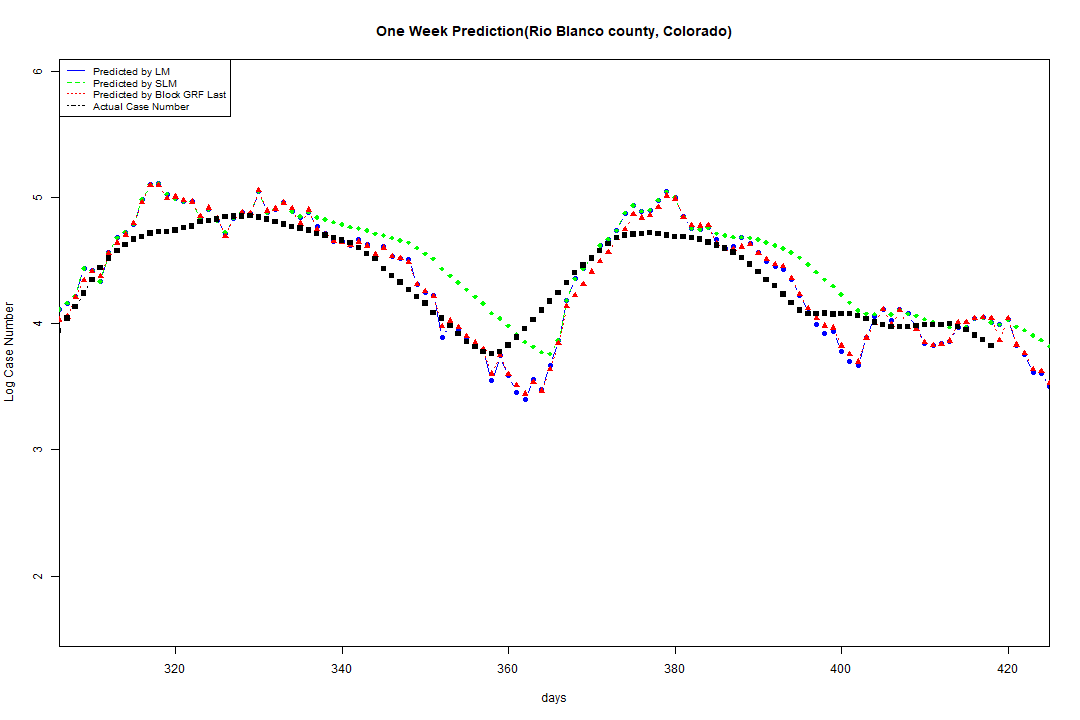 One Week Prediction(Rio Blanco county, Colorado)
Predicted by LM
Predicted by SLM
Predicted by Block GRF Last
Actual Case Number
6
5
4
3
2
Log Case Number
320 340 360 380 400 420
days